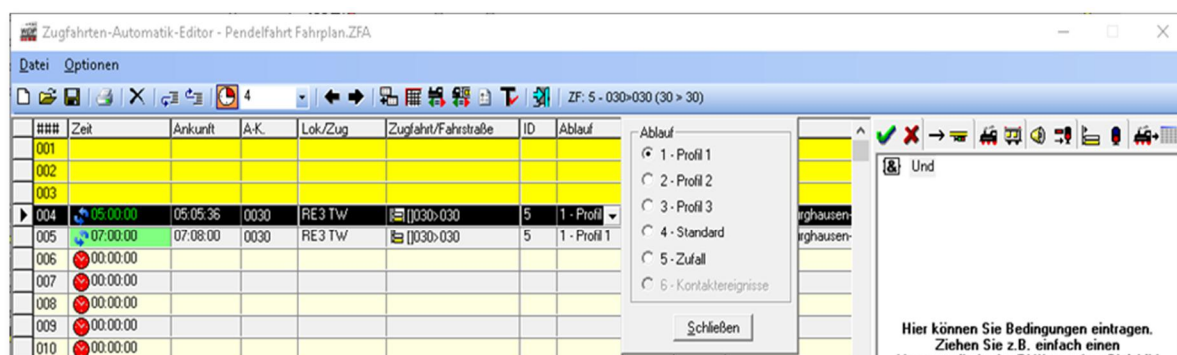 Zugfahrten-Automatik-Editor - Pendelfahrt Fahrplan.ZFA
Datei Optionen
4 ZF: 5 - 030>030 (30 > 30)
### Zeit Ankunft A-K. Lok/Zug Zugfahrt/Fahrstraße ID Ablauf
001
002
003
004 05:00:00 05:05:36 0030 RE3 TW []030>030 5 1 - Profil rghausen-
005 07:00:00 07:08:00 0030 RE3 TW []030>030 5 1 - Profil 1 irghausen-
006 00:00:00
007 00:00:00
008 00:00:00
009 00:00:00
010 00:00:00
Ablauf
1 - Profil 1
2 - Profil 2
3 - Profil 3
4 - Standard
5 - Zufall
6 - Kontaktereignisse
Schließen
{&} Und
Hier können Sie Bedingungen eintragen.
Ziehen Sie z.B. einfach einen